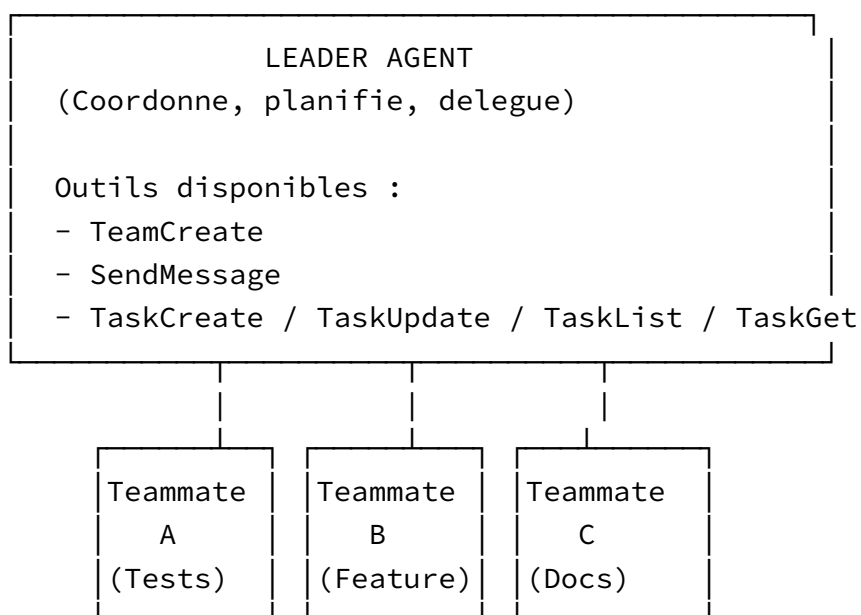 LEADER AGENT
(Coordonne, planifie, delegue)
Outils disponibles :
- TeamCreate
- SendMessage
- TaskCreate / TaskUpdate / TaskList / TaskGet
Teammate Teammate Teammate
A B C
(Tests) (Feature) (Docs)